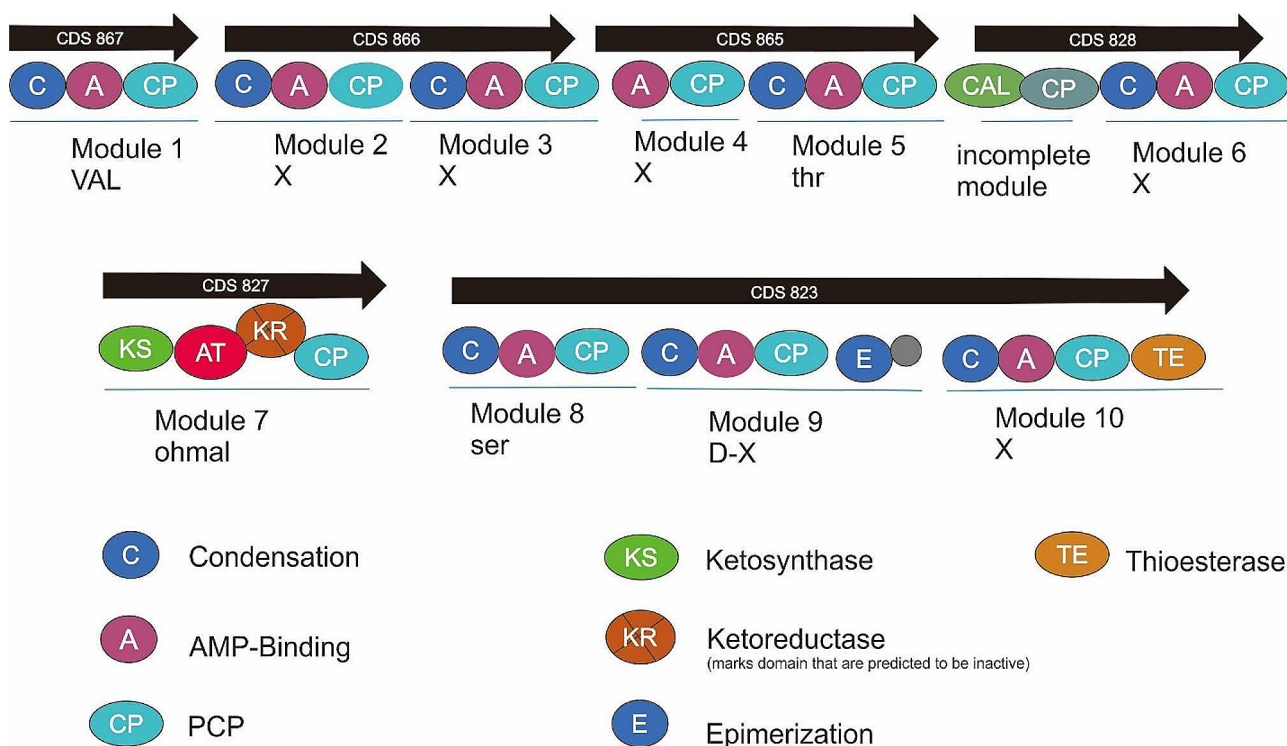 CDS 867 CDS 866 CDS 865 CDS 828
C A CP C A CP C A CP A CP C A CP CAL CP C A CP
Module 1 Module 2 Module 3 Module 4 Module 5 incomplete Module 6
VAL X X X thr module X
CDS 827 CDS 823
KS AT KR CP C A CP C A CP E C A CP TE
Module 7 Module 8 Module 9 Module 10
ohmal ser D-X X
C Condensation KS Ketosynthase TE Thioesterase
A AMP-Binding KR Ketoreductase
(marks domain that are predicted to be inactive)
CP PCP E Epimerization